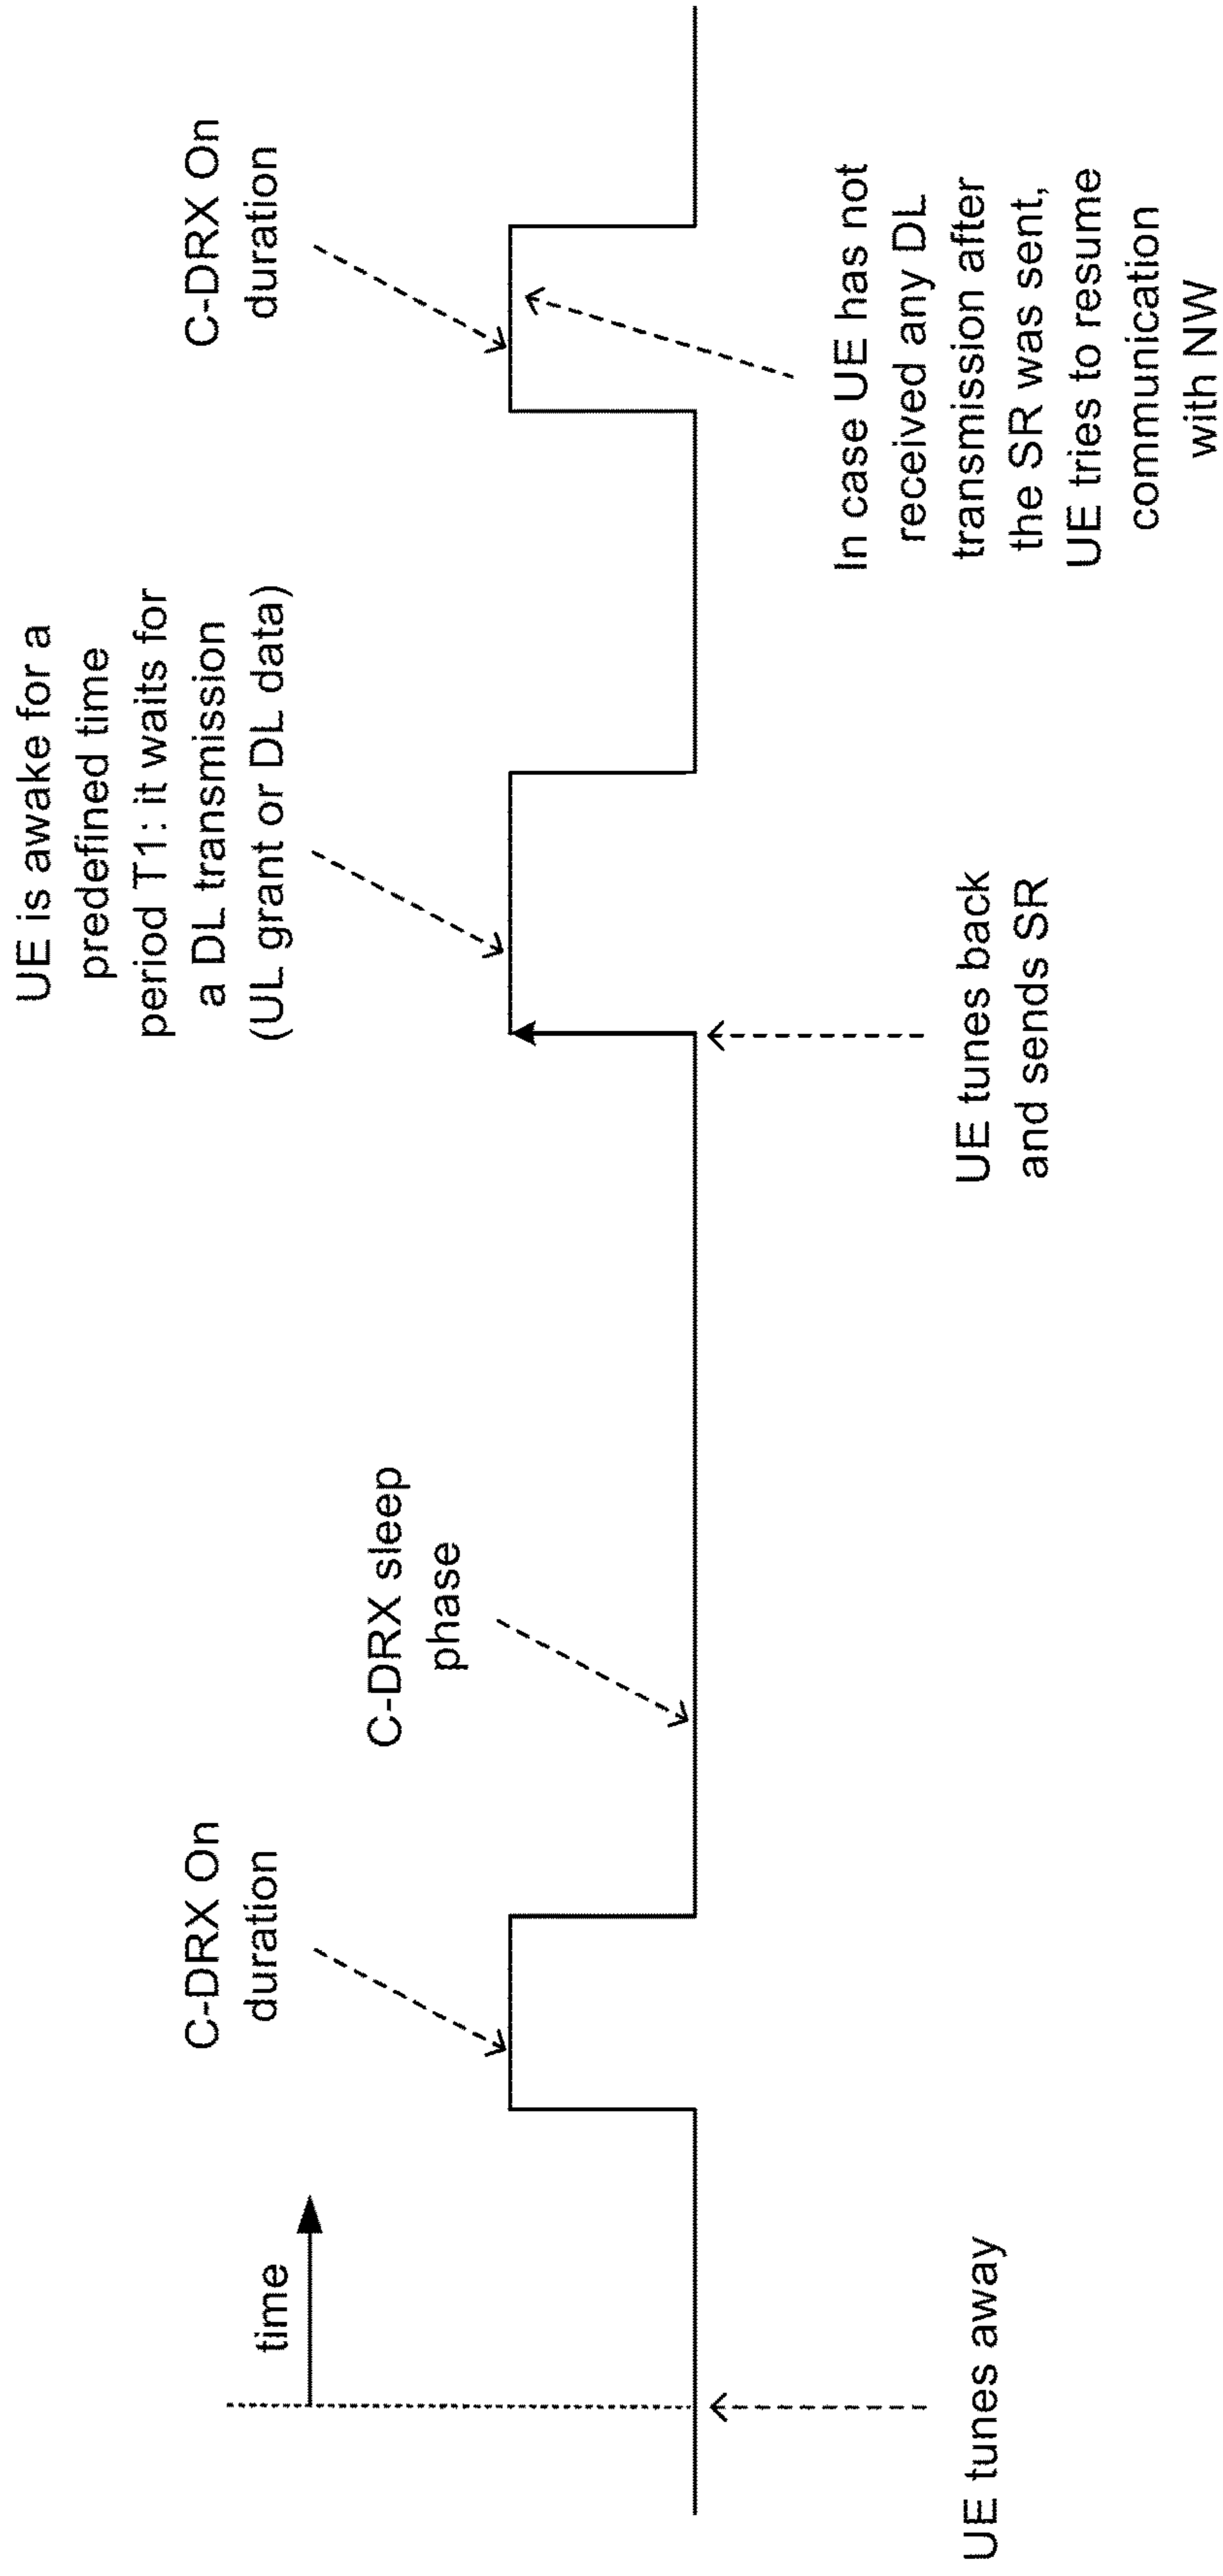 time
UE tunes away
C-DRX On
duration
C-DRX sleep
phase
UE tunes back
and sends SR
UE is awake for a
predefined time
period T1: it waits for
a DL transmission
(UL grant or DL data)
C-DRX On
duration
In case UE has not
received any DL
transmission after
the SR was sent,
UE tries to resume
communication
with NW